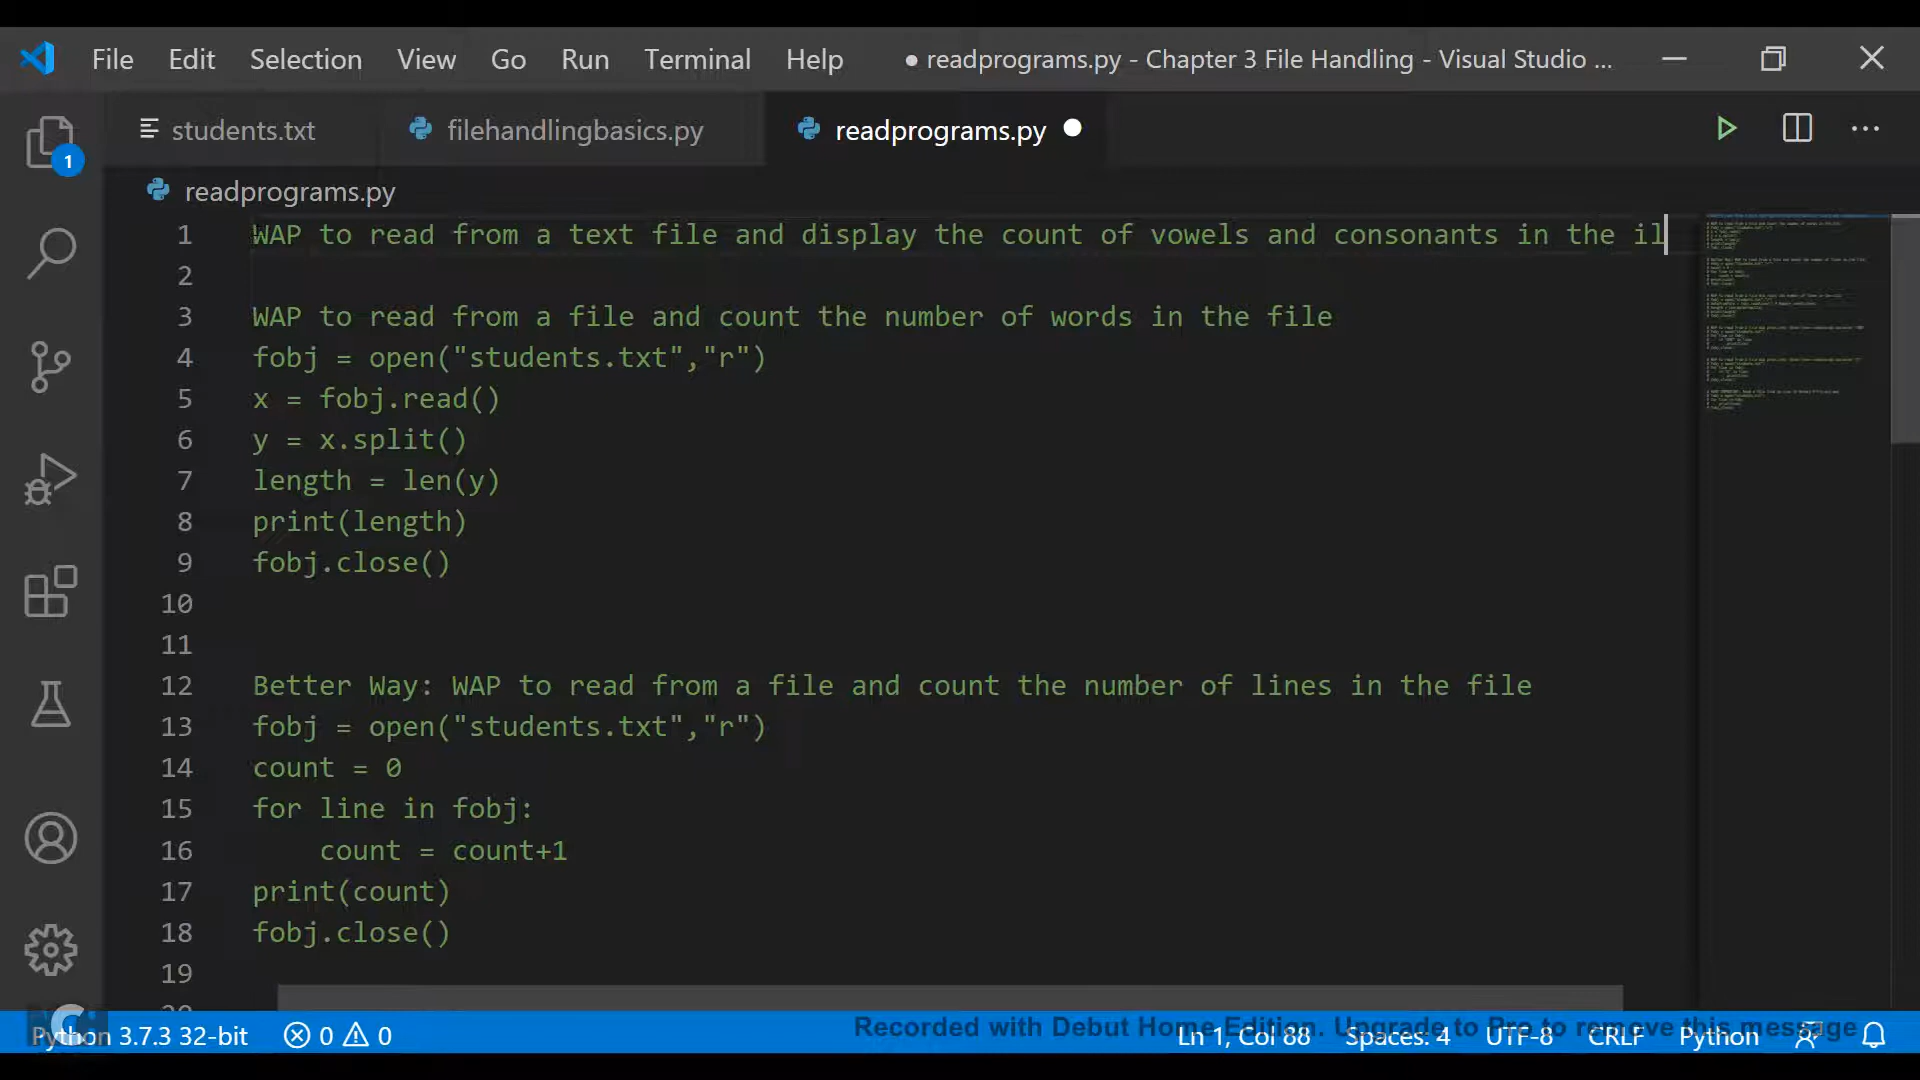 File Edit Selection View Go Run Terminal Help ● readprograms.py - Chapter 3 File Handling - Visual Studio ...
students.txt filehandlingbasics.py readprograms.py
1
readprograms.py
1 WAP to read from a text file and display the count of vowels and consonants in the il
2
3 WAP to read from a file and count the number of words in the file
4 fobj = open("students.txt","r")
5 x = fobj.read()
6 y = x.split()
7 length = len(y)
8 print(length)
9 fobj.close()
10
11
12 Better Way: WAP to read from a file and count the number of lines in the file
13 fobj = open("students.txt","r")
14 count = 0
15 for line in fobj:
16     count = count+1
17 print(count)
18 fobj.close()
19
Recorded with Debut Home Edition. Upgrade to Pro to remove this message
Python 3.7.3 32-bit 0 0 Ln 1, Col 88 Spaces: 4 UTF-8 CRLF Python